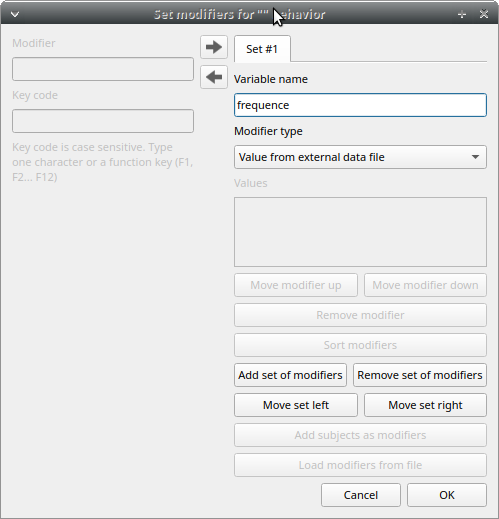 Set modifiers for "" behavior
Modifier
Key code
Key code is case sensitive. Type
one character or a function key (F1,
F2... F12)
Set #1
Variable name
frequence
Modifier type
Value from external data file
Values
Move modifier up
Move modifier down
Remove modifier
Sort modifiers
Add set of modifiers
Remove set of modifiers
Move set left
Move set right
Add subjects as modifiers
Load modifiers from file
Cancel
OK